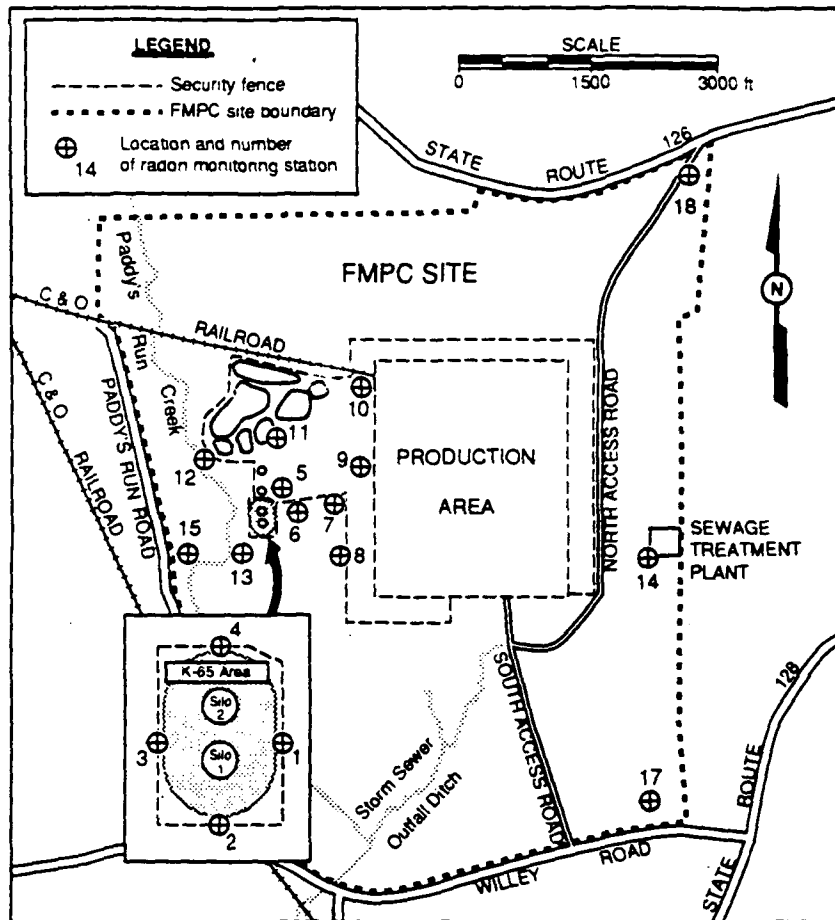 LEGEND
Security fence
FMPC site boundary
14
Location and number
of radon monitoring station
SCALE
0 1500 3000 ft
STATE
ROUTE
126
18
N
Paddy's
Run
Creek
FMPC SITE
C & O
RAILROAD
C & O
RAILROAD
PADDY'S RUN ROAD
10
11
12
9
5
6
7
8
15
13
PRODUCTION
AREA
NORTH ACCESS ROAD
14
SEWAGE
TREATMENT
PLANT
4
K-65 Area
Silo
2
Silo
1
3
1
2
SOUTH ACCESS ROAD
Storm Sewer
Outfall Ditch
17
WILLEY
ROAD
STATE
ROUTE
128